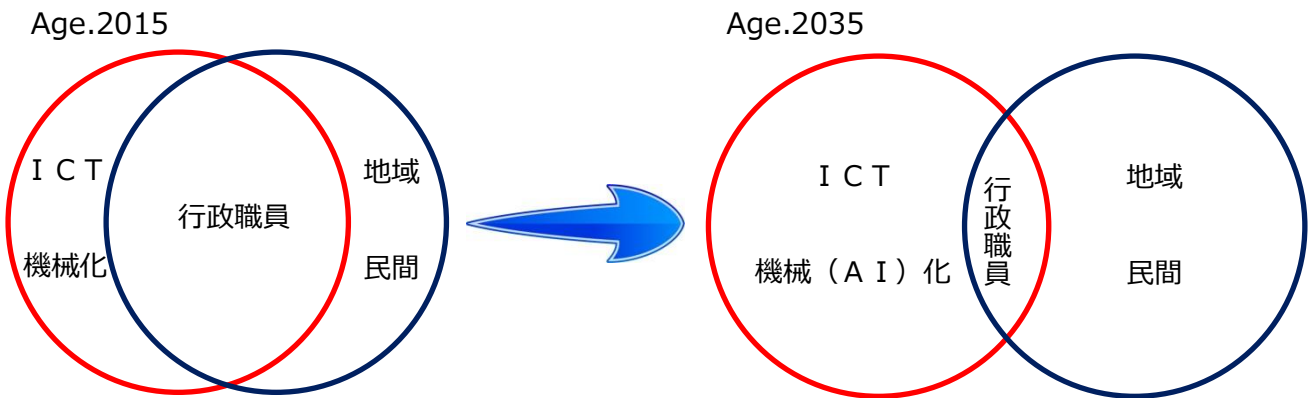 Age.2015
ＩＣＴ
機械化
行政職員
地域
民間
Age.2035
ＩＣＴ
機械（ＡＩ）化
行政職員
地域
民間